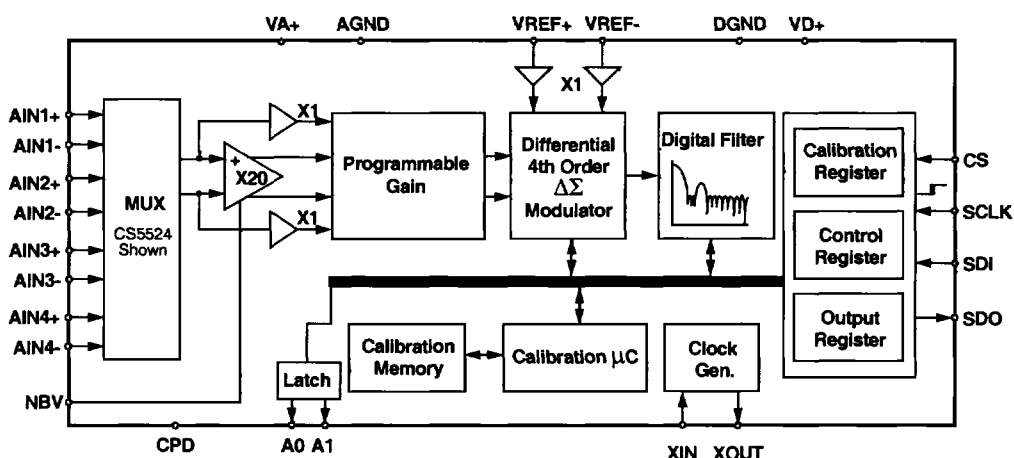 VA+ AGND VREF+ VREF- DGND VD+
AIN1+
AIN1-
AIN2+
AIN2-
AIN3+
AIN3-
AIN4+
AIN4-
NBV
MUX
CS5524
Shown
X1
+
X20
X1
Programmable
Gain
X1
Differential
4th Order
ΔΣ
Modulator
Digital Filter
Calibration
Register
Control
Register
Output
Register
CS
SCLK
SDI
SDO
Latch
Calibration
Memory
Calibration μC
Clock
Gen.
CPD A0 A1 XIN XOUT